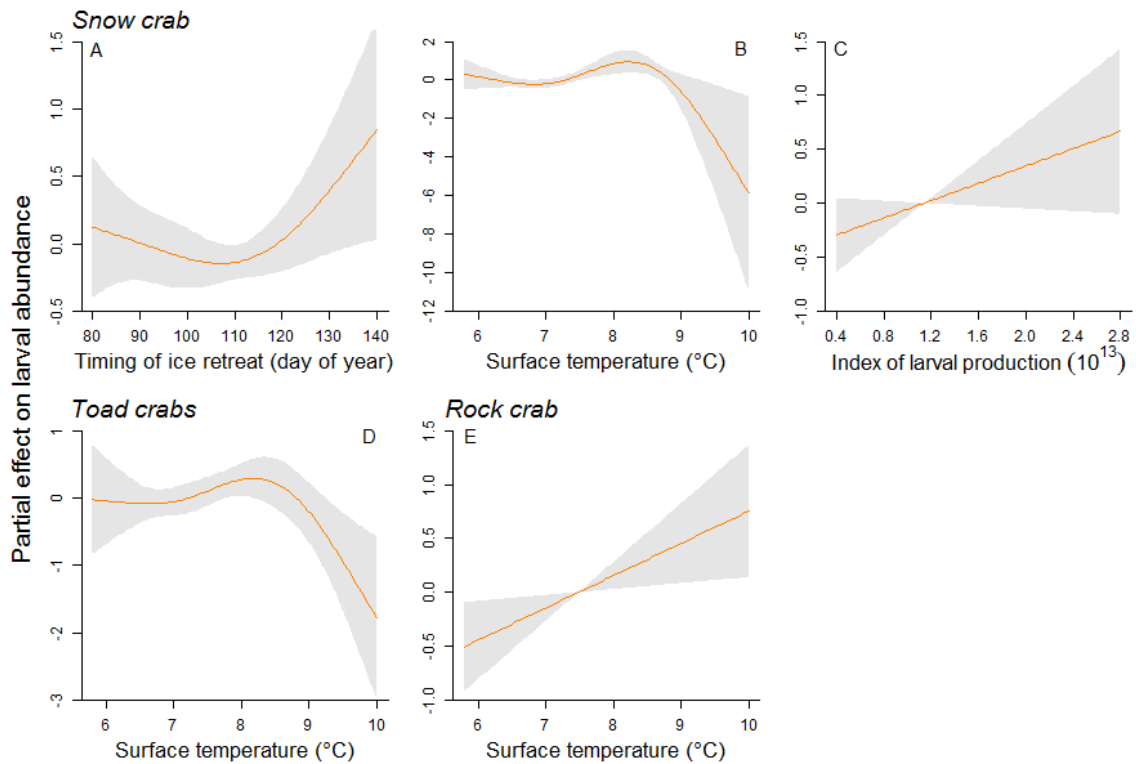 Snow crab
A
1.5
1.0
0.5
0.0
-0.5
80 90 100 110 120 130 140
Timing of ice retreat (day of year)
B
2
0
-2
-4
-6
-8
-10
-12
6 7 8 9 10
Surface temperature (°C)
C
1.5
1.0
0.5
0.0
-0.5
-1.0
0.4 0.8 1.2 1.6 2.0 2.4 2.8
Index of larval production (10^13)
Partial effect on larval abundance
Toad crabs
D
1
0
-1
-2
-3
6 7 8 9 10
Surface temperature (°C)
Rock crab
E
1.5
1.0
0.5
0.0
-0.5
-1.0
6 7 8 9 10
Surface temperature (°C)